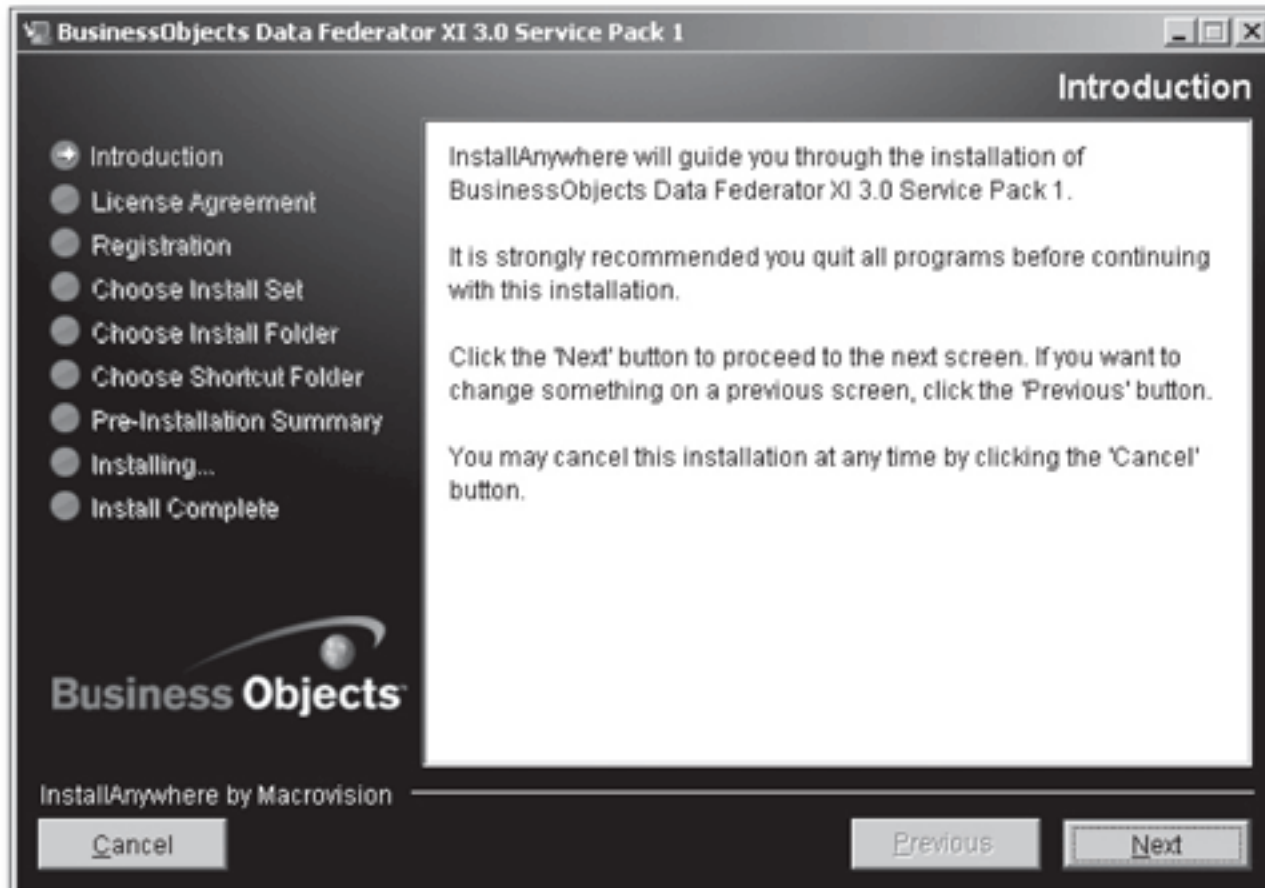 BusinessObjects Data Federator XI 3.0 Service Pack 1
Introduction
Introduction
License Agreement
Registration
Choose Install Set
Choose Install Folder
Choose Shortcut Folder
Pre-Installation Summary
Installing...
Install Complete
InstallAnywhere will guide you through the installation of
BusinessObjects Data Federator XI 3.0 Service Pack 1.
It is strongly recommended you quit all programs before continuing
with this installation.
Click the 'Next' button to proceed to the next screen. If you want to
change something on a previous screen, click the 'Previous' button.
You may cancel this installation at any time by clicking the 'Cancel'
button.
Business Objects™
InstallAnywhere by Macrovision
Cancel
Previous
Next